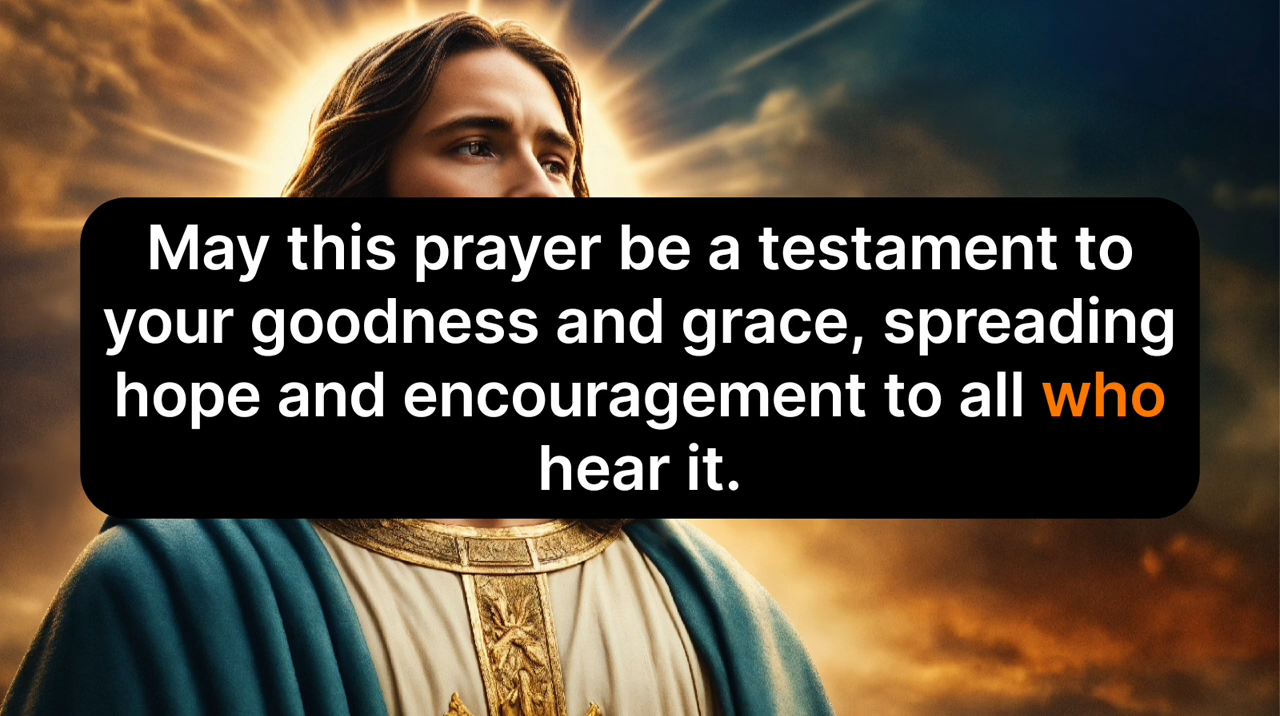 May this prayer be a testament to
your goodness and grace, spreading
hope and encouragement to all who
hear it.